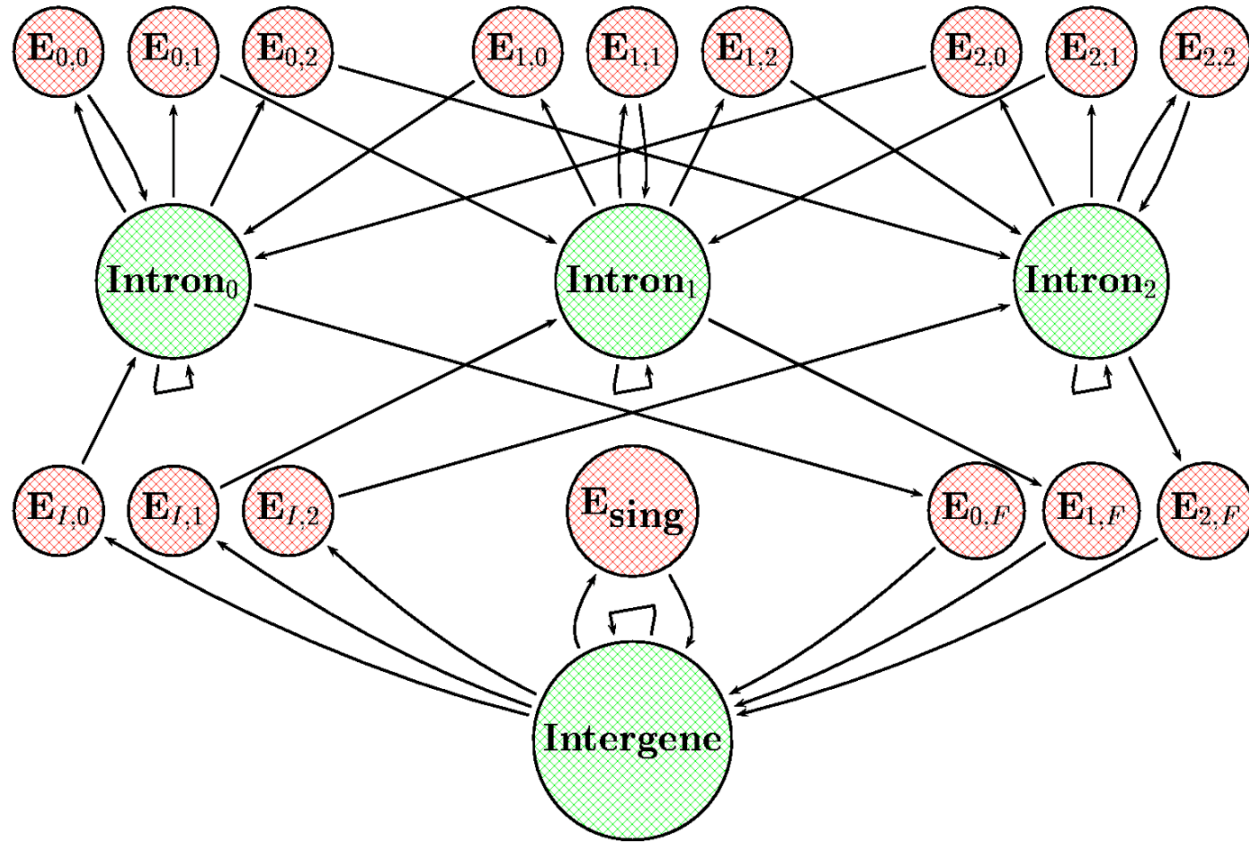 E0,0 E0,1 E0,2 E1,0 E1,1 E1,2 E2,0 E2,1 E2,2
Intron0 Intron1 Intron2
EI,0 EI,1 EI,2 Esing E0,F E1,F E2,F
Intergene